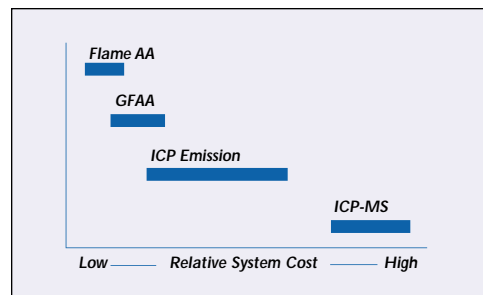 Flame AA
GFAA
ICP Emission
ICP-MS
Low Relative System Cost High